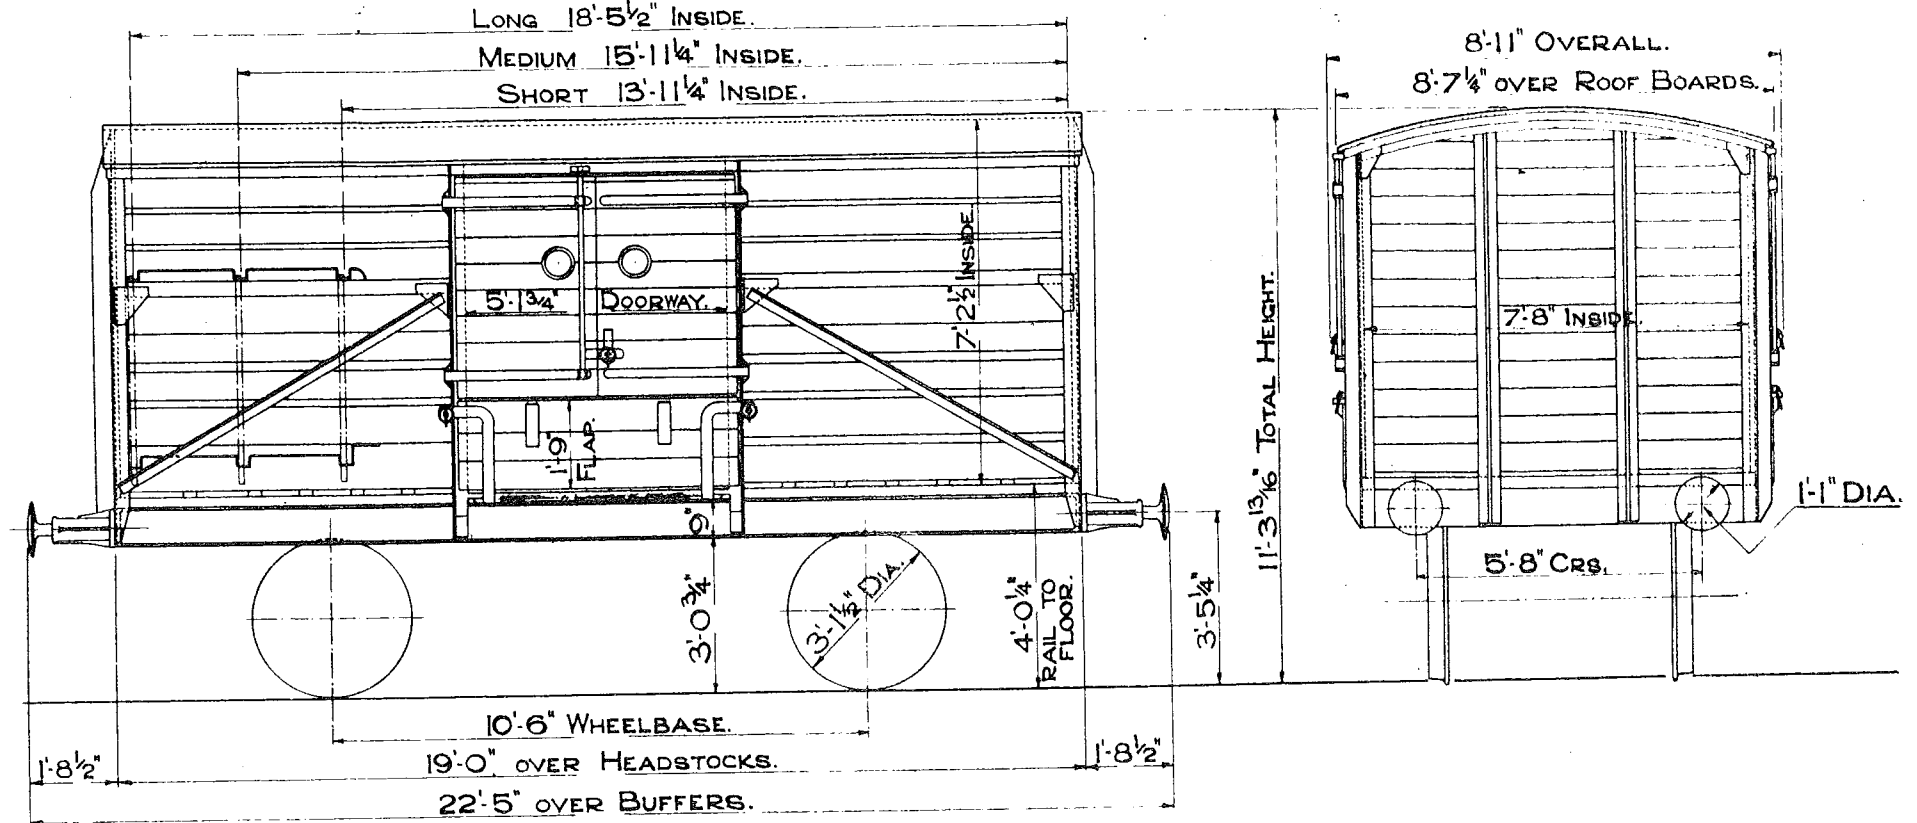 LONG 18'-5½" INSIDE.
MEDIUM 15'-11¼" INSIDE.
SHORT 13'-11¼" INSIDE.
8'-11" OVERALL.
8'-7¼" OVER ROOF BOARDS.
5'-1¾" DOORWAY.
7'-2½" INSIDE.
1'-9"
FLAP.
9"
3'-0¾"
3'-1½" DIA.
4'-0¼"
RAIL TO
FLOOR.
3'-5¼"
11'-3 13/16" TOTAL HEIGHT.
7'-8" INSIDE.
1'-1" DIA.
5'-8" CRS.
10'-6" WHEELBASE.
1'-8½"
19'-0" OVER HEADSTOCKS.
1'-8½"
22'-5" OVER BUFFERS.